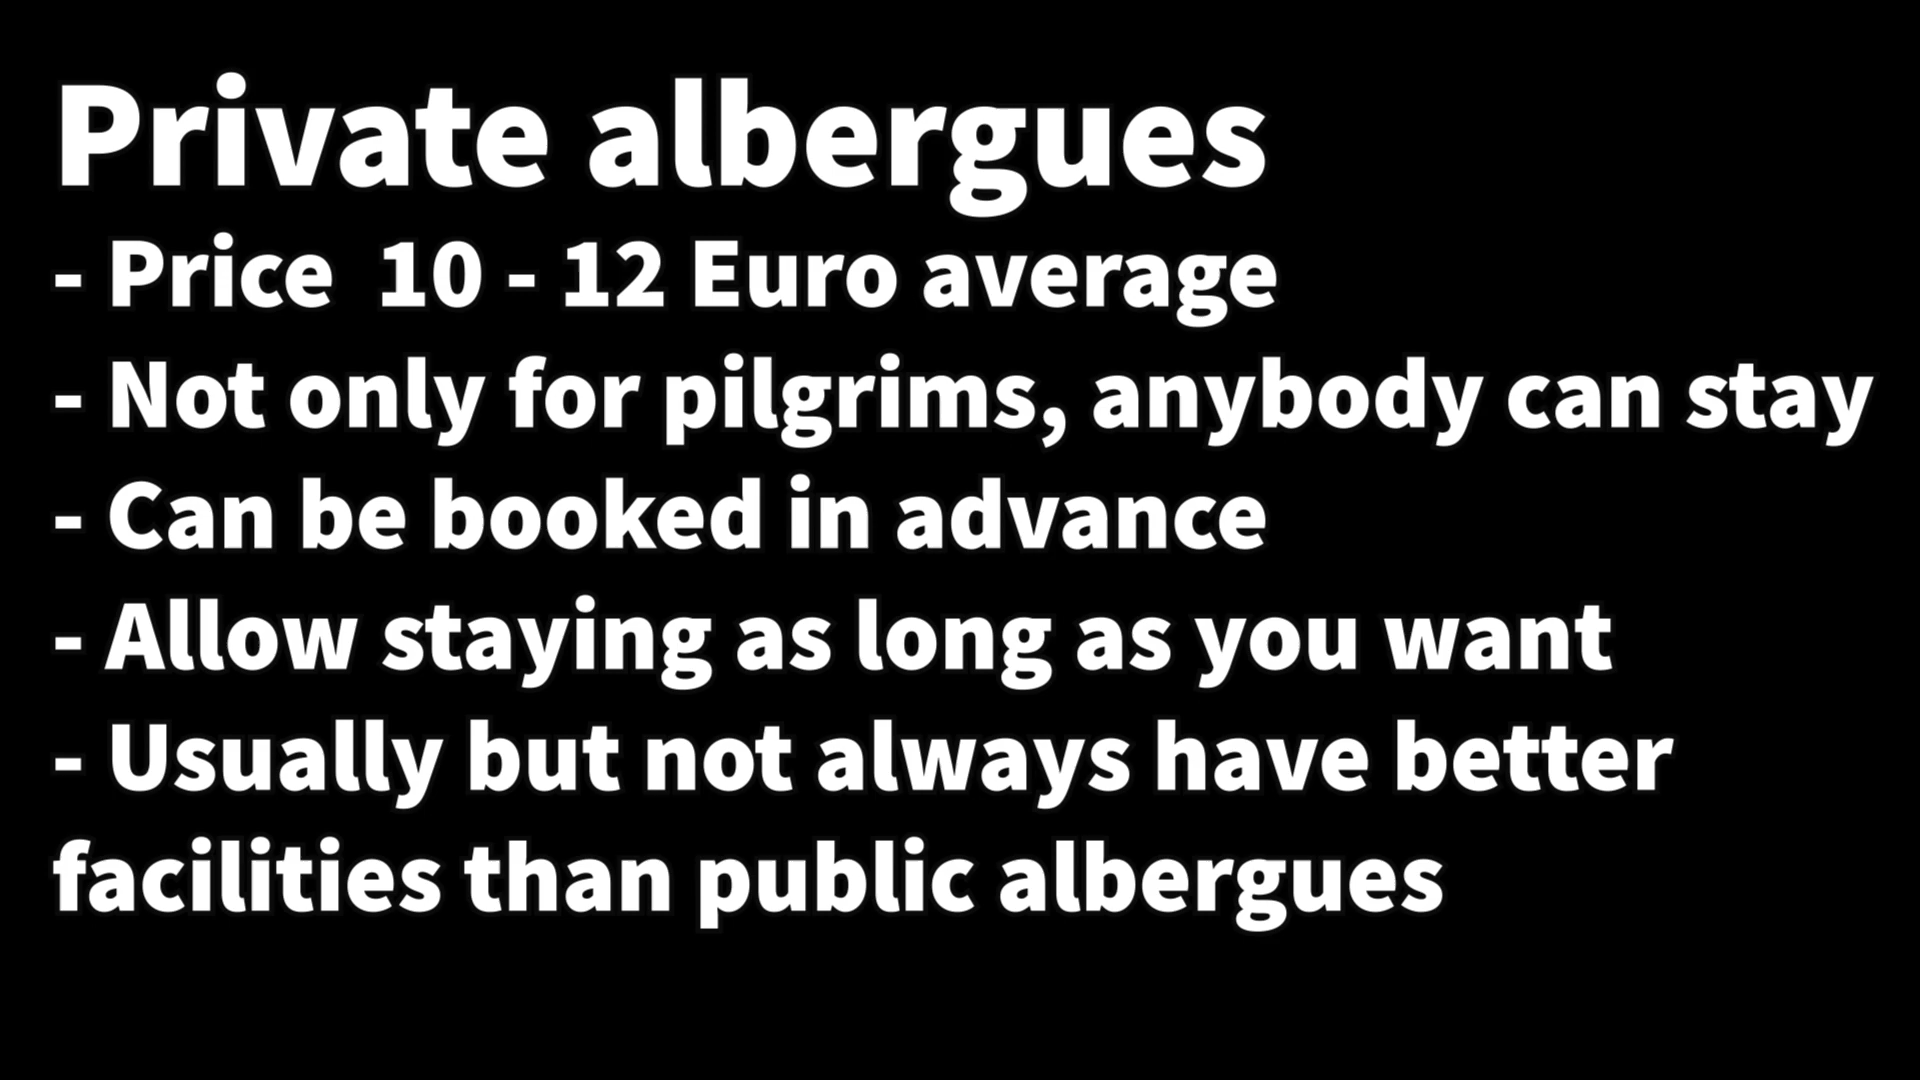 Private albergues
- Price  10 - 12 Euro average
- Not only for pilgrims, anybody can stay
- Can be booked in advance
- Allow staying as long as you want
- Usually but not always have better
facilities than public albergues